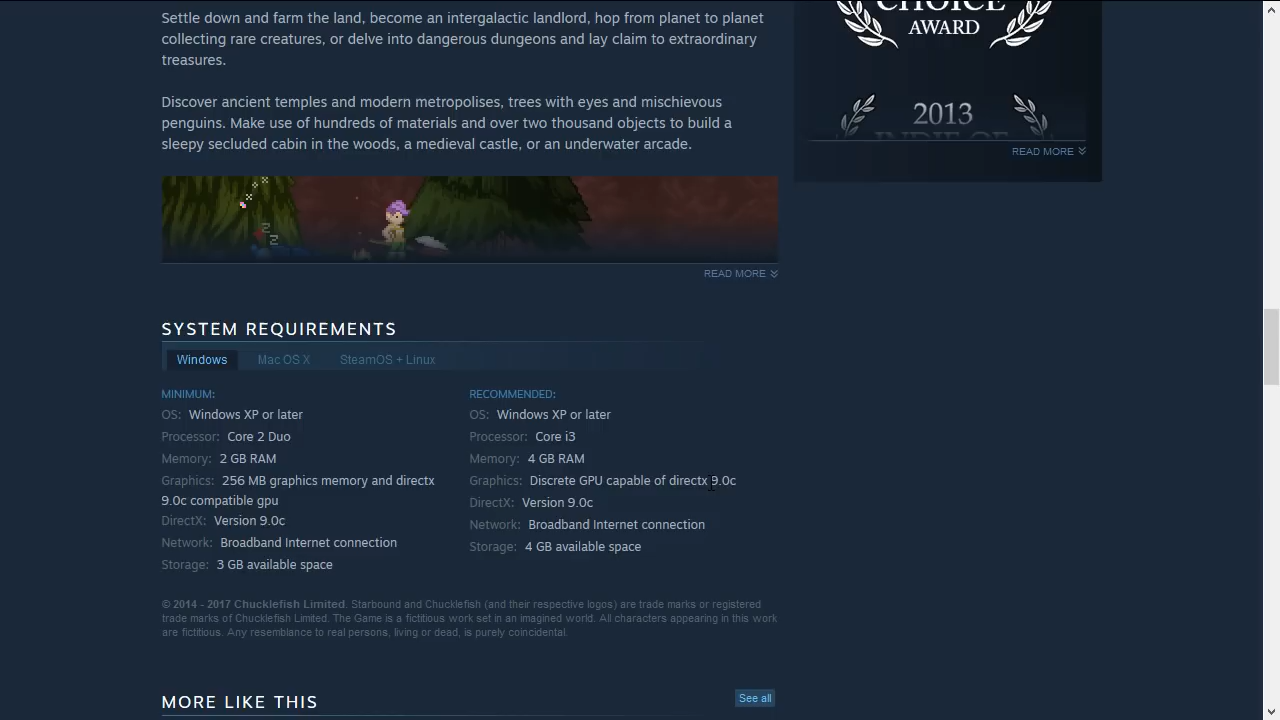 Settle down and farm the land, become an intergalactic landlord, hop from planet to planet
collecting rare creatures, or delve into dangerous dungeons and lay claim to extraordinary
treasures.
Discover ancient temples and modern metropolises, trees with eyes and mischievous
penguins. Make use of hundreds of materials and over two thousand objects to build a
sleepy secluded cabin in the woods, a medieval castle, or an underwater arcade.
READ MORE
CHOICE
AWARD
2013
INDIE OF
READ MORE
SYSTEM REQUIREMENTS
Windows Mac OS X SteamOS + Linux
MINIMUM:
OS: Windows XP or later
Processor: Core 2 Duo
Memory: 2 GB RAM
Graphics: 256 MB graphics memory and directx
9.0c compatible gpu
DirectX: Version 9.0c
Network: Broadband Internet connection
Storage: 3 GB available space
RECOMMENDED:
OS: Windows XP or later
Processor: Core i3
Memory: 4 GB RAM
Graphics: Discrete GPU capable of directx 9.0c
DirectX: Version 9.0c
Network: Broadband Internet connection
Storage: 4 GB available space
© 2014 - 2017 Chucklefish Limited. Starbound and Chucklefish (and their respective logos) are trade marks or registered
trade marks of Chucklefish Limited. The Game is a fictitious work set in an imagined world. All characters appearing in this work
are fictitious. Any resemblance to real persons, living or dead, is purely coincidental.
MORE LIKE THIS
See all